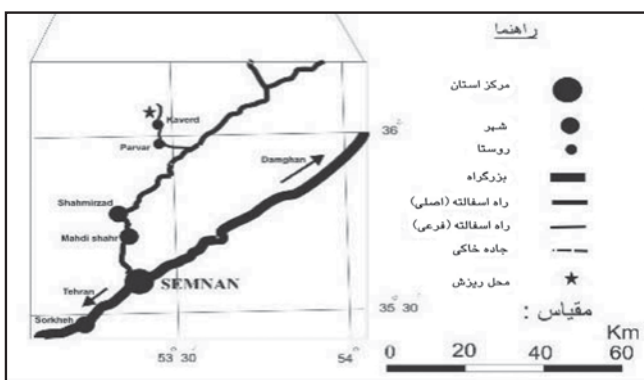 Kaverd
Parvar
Damghan
Shahmirzad
Mahdi shahr
SEMNAN
Tehran
Sorkheh
36°
35° 30'
53° 30'
54°
راهنما
مرکز استان
شهر
روستا
بزرگراه
راه اسفالته (اصلی)
راه اسفالته (فرعی)
جاده خاکی
محل ریزش
مقیاس :
Km
0 20 40 60